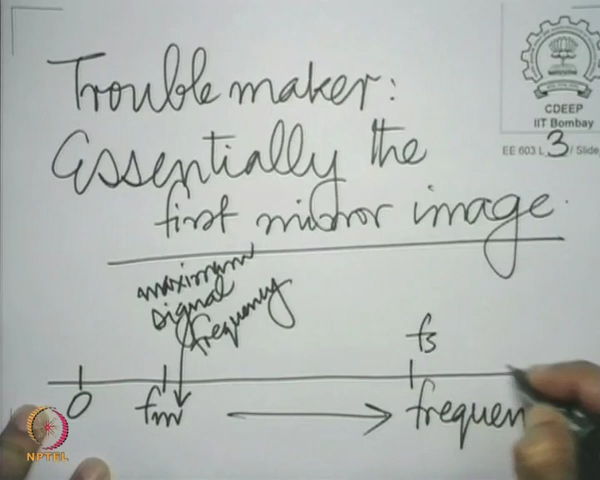 Trouble maker:
Essentially the
first mirror image.
CDEEP
IIT Bombay
EE 603 L 3 / Slide
maximum
signal
frequency
fs
0
fm
frequen
NPTEL